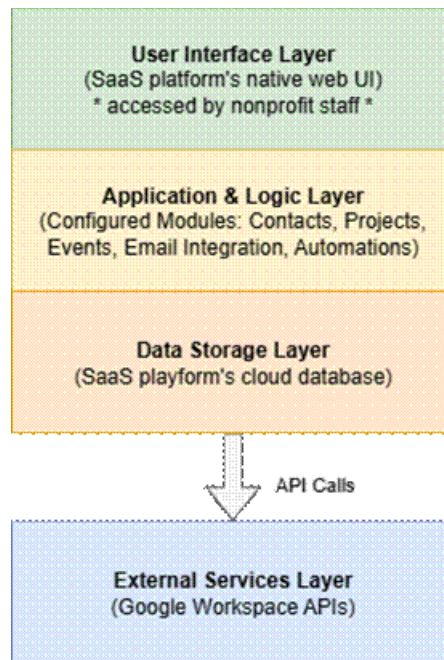 User Interface Layer
(SaaS platform's native web UI)
* accessed by nonprofit staff *
Application & Logic Layer
(Configured Modules: Contacts, Projects,
Events, Email Integration, Automations)
Data Storage Layer
(SaaS playform's cloud database)
API Calls
External Services Layer
(Google Workspace APIs)